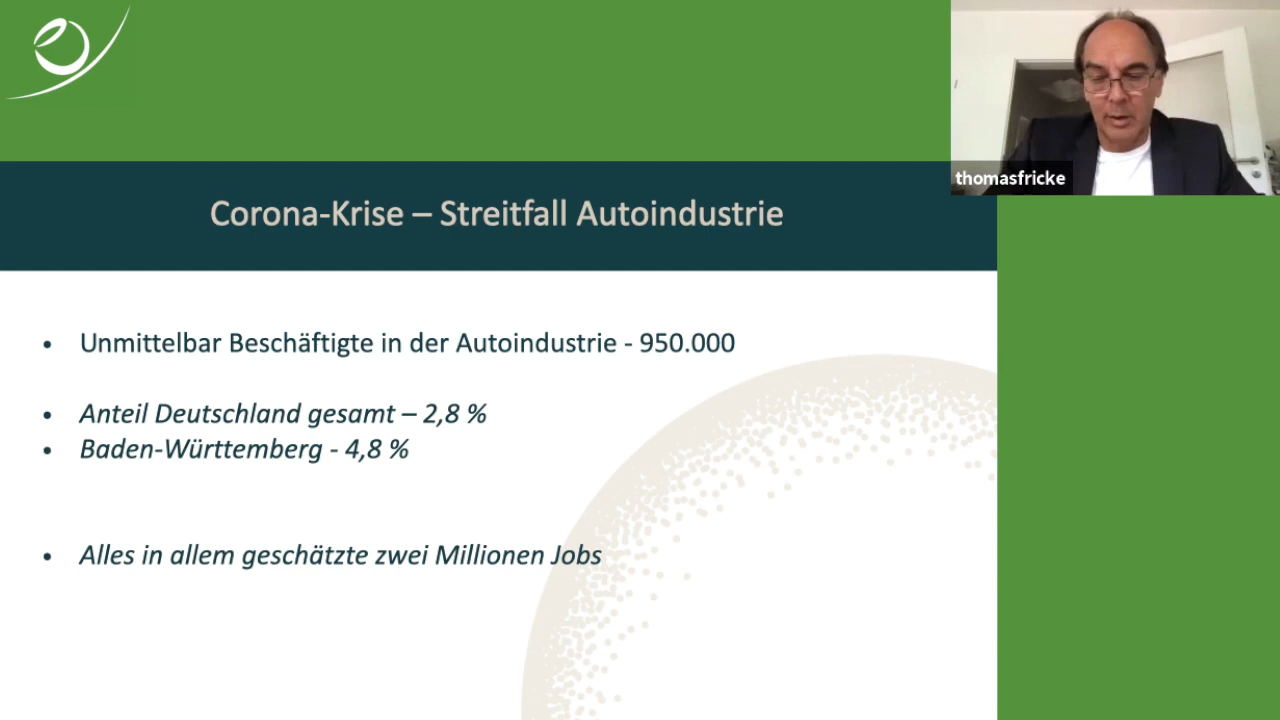 thomasfricke
Corona-Krise – Streitfall Autoindustrie
• Unmittelbar Beschäftigte in der Autoindustrie - 950.000
• Anteil Deutschland gesamt – 2,8 %
• Baden-Württemberg - 4,8 %
• Alles in allem geschätzte zwei Millionen Jobs